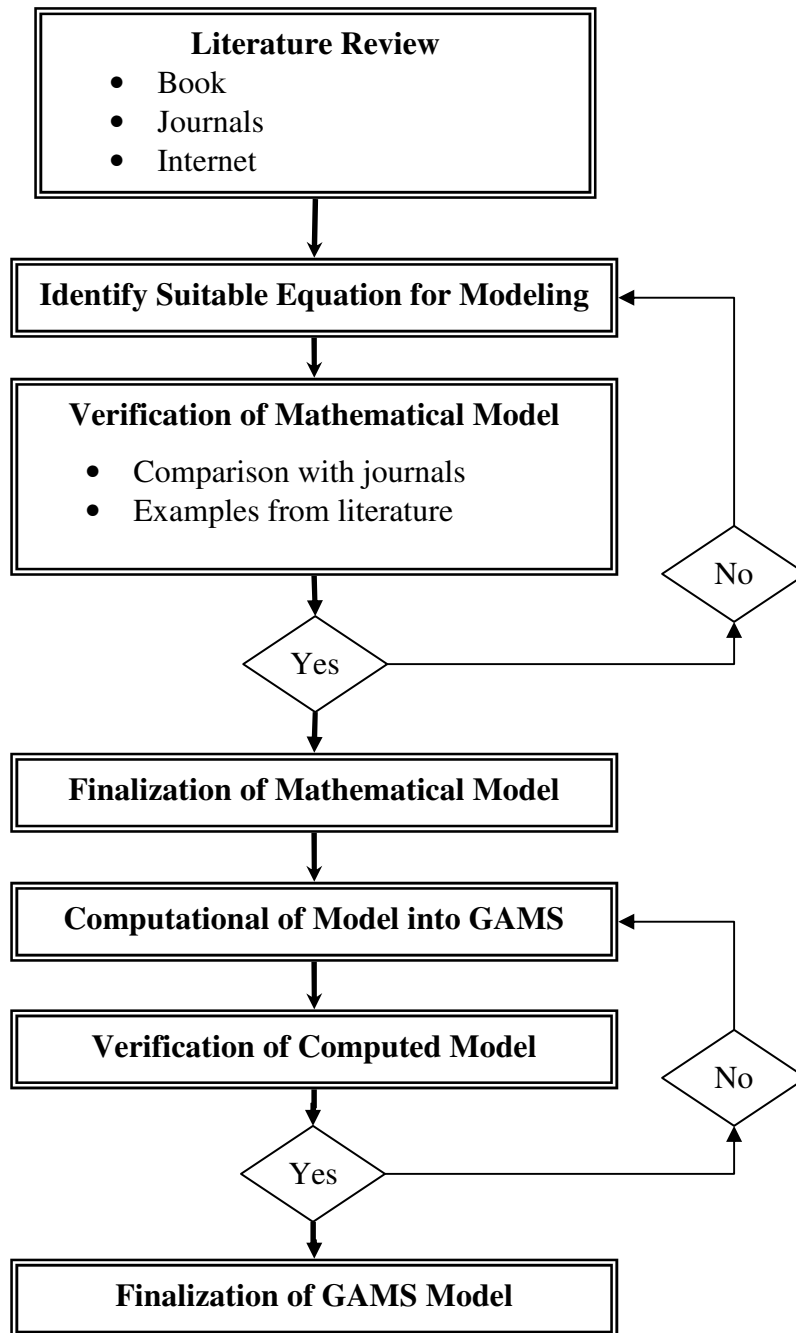 Literature Review
• Book
• Journals
• Internet
Identify Suitable Equation for Modeling
Verification of Mathematical Model
• Comparison with journals
• Examples from literature
No
Yes
Finalization of Mathematical Model
Computational of Model into GAMS
Verification of Computed Model
No
Yes
Finalization of GAMS Model